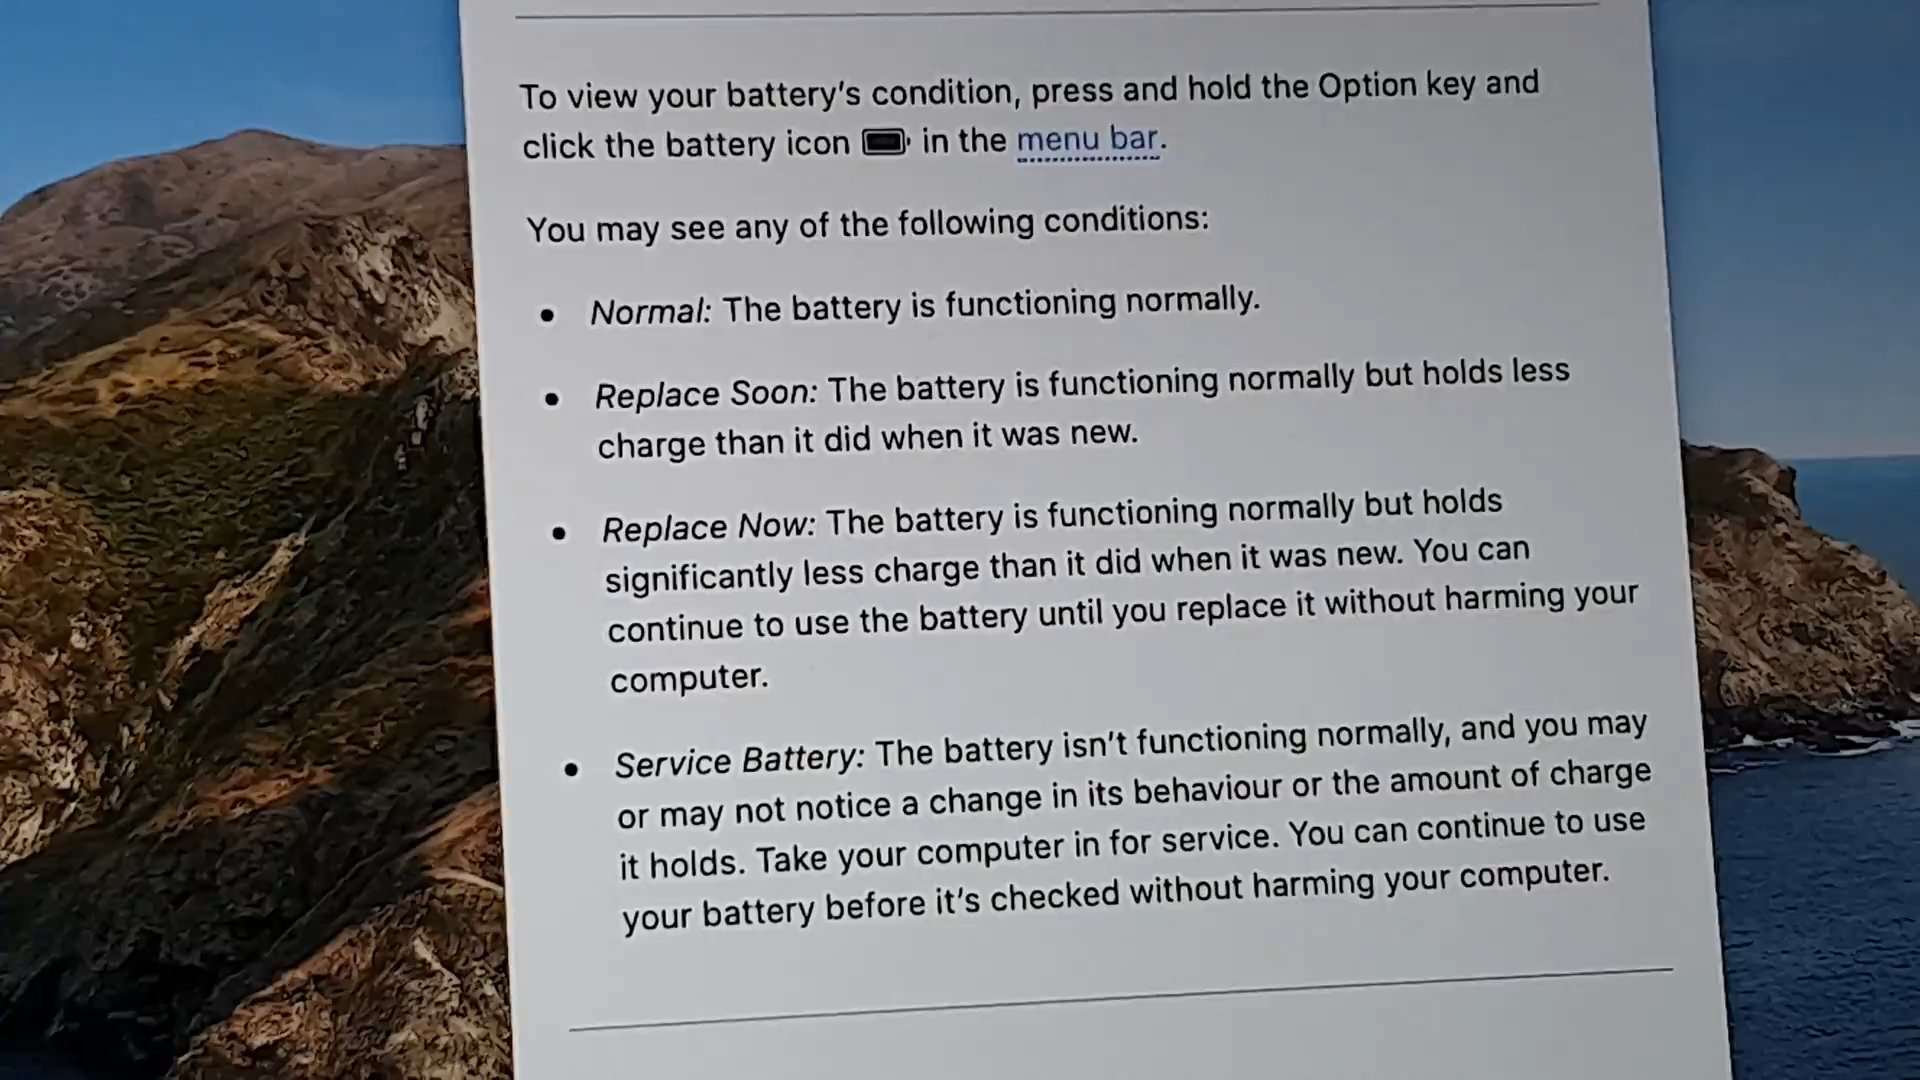 To view your battery’s condition, press and hold the Option key and
click the battery icon in the menu bar.
You may see any of the following conditions:
• Normal: The battery is functioning normally.
• Replace Soon: The battery is functioning normally but holds less
charge than it did when it was new.
• Replace Now: The battery is functioning normally but holds
significantly less charge than it did when it was new. You can
continue to use the battery until you replace it without harming your
computer.
• Service Battery: The battery isn’t functioning normally, and you may
or may not notice a change in its behaviour or the amount of charge
it holds. Take your computer in for service. You can continue to use
your battery before it’s checked without harming your computer.